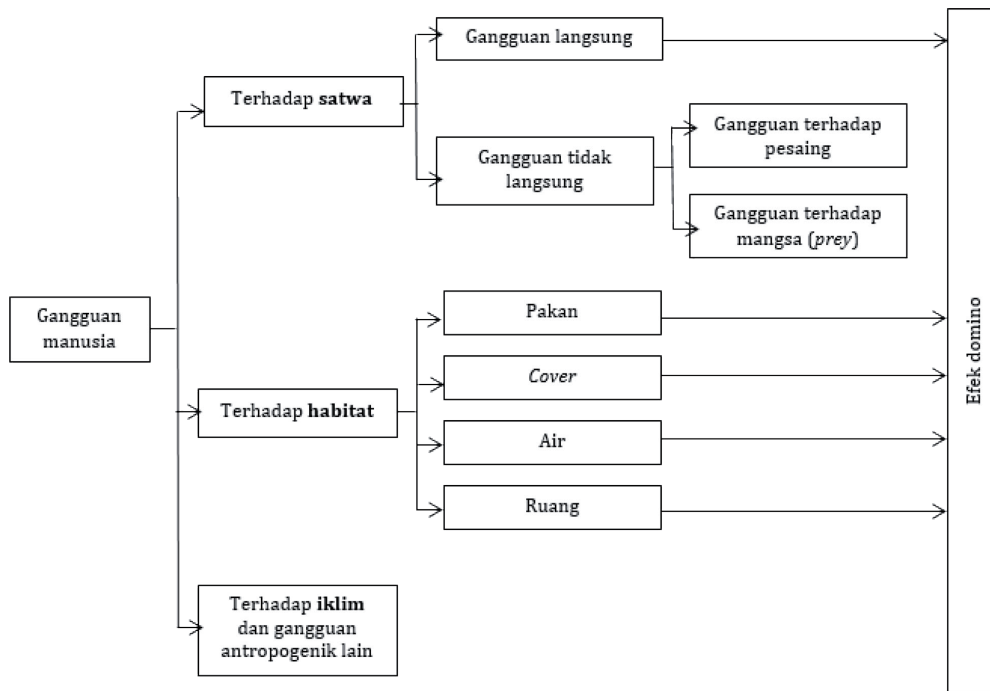 Gangguan
manusia
Terhadap satwa
Gangguan langsung
Gangguan tidak
langsung
Gangguan terhadap
pesaing
Gangguan terhadap
mangsa (prey)
Terhadap habitat
Pakan
Cover
Air
Ruang
Terhadap iklim
dan gangguan
antropogenik lain
Efek domino